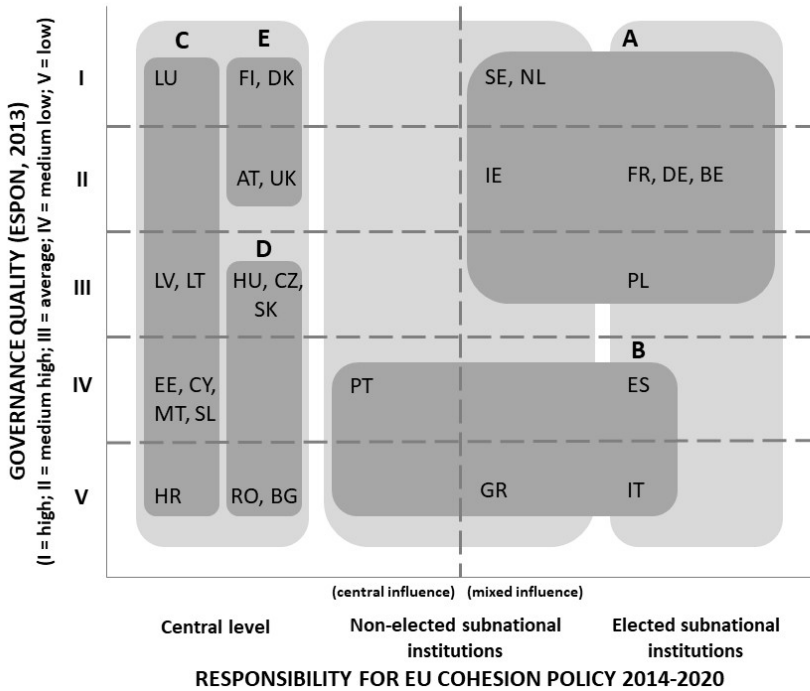 GOVERNANCE QUALITY (ESPON, 2013)
(I = high; II = medium high; III = average; IV = medium low; V = low)
C
E
A
I
LU
FI, DK
SE, NL
II
AT, UK
IE
FR, DE, BE
D
III
LV, LT
HU, CZ,
SK
PL
B
IV
EE, CY,
MT, SL
PT
ES
V
HR
RO, BG
GR
IT
(central influence)
(mixed influence)
Central level
Non-elected subnational
institutions
Elected subnational
institutions
RESPONSIBILITY FOR EU COHESION POLICY 2014-2020